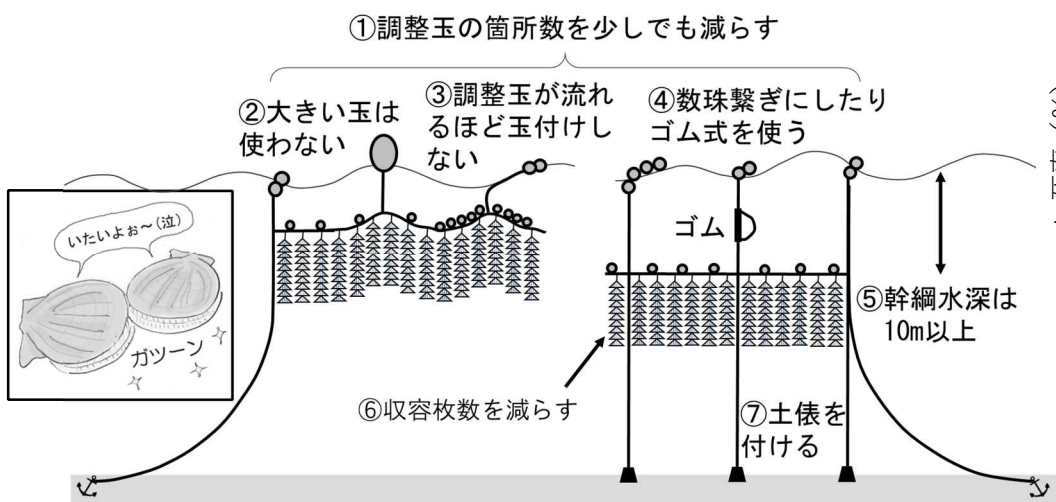 ①調整玉の箇所数を少しでも減らす
②大きい玉は
使わない
③調整玉が流れ
るほど玉付けし
ない
④数珠繋ぎにしたり
ゴム式を使う
いたいよぉ~(泣)
ガツーン
ゴム
⑤幹綱水深は
10m以上
⑥収容枚数を減らす
⑦土俵を
付ける